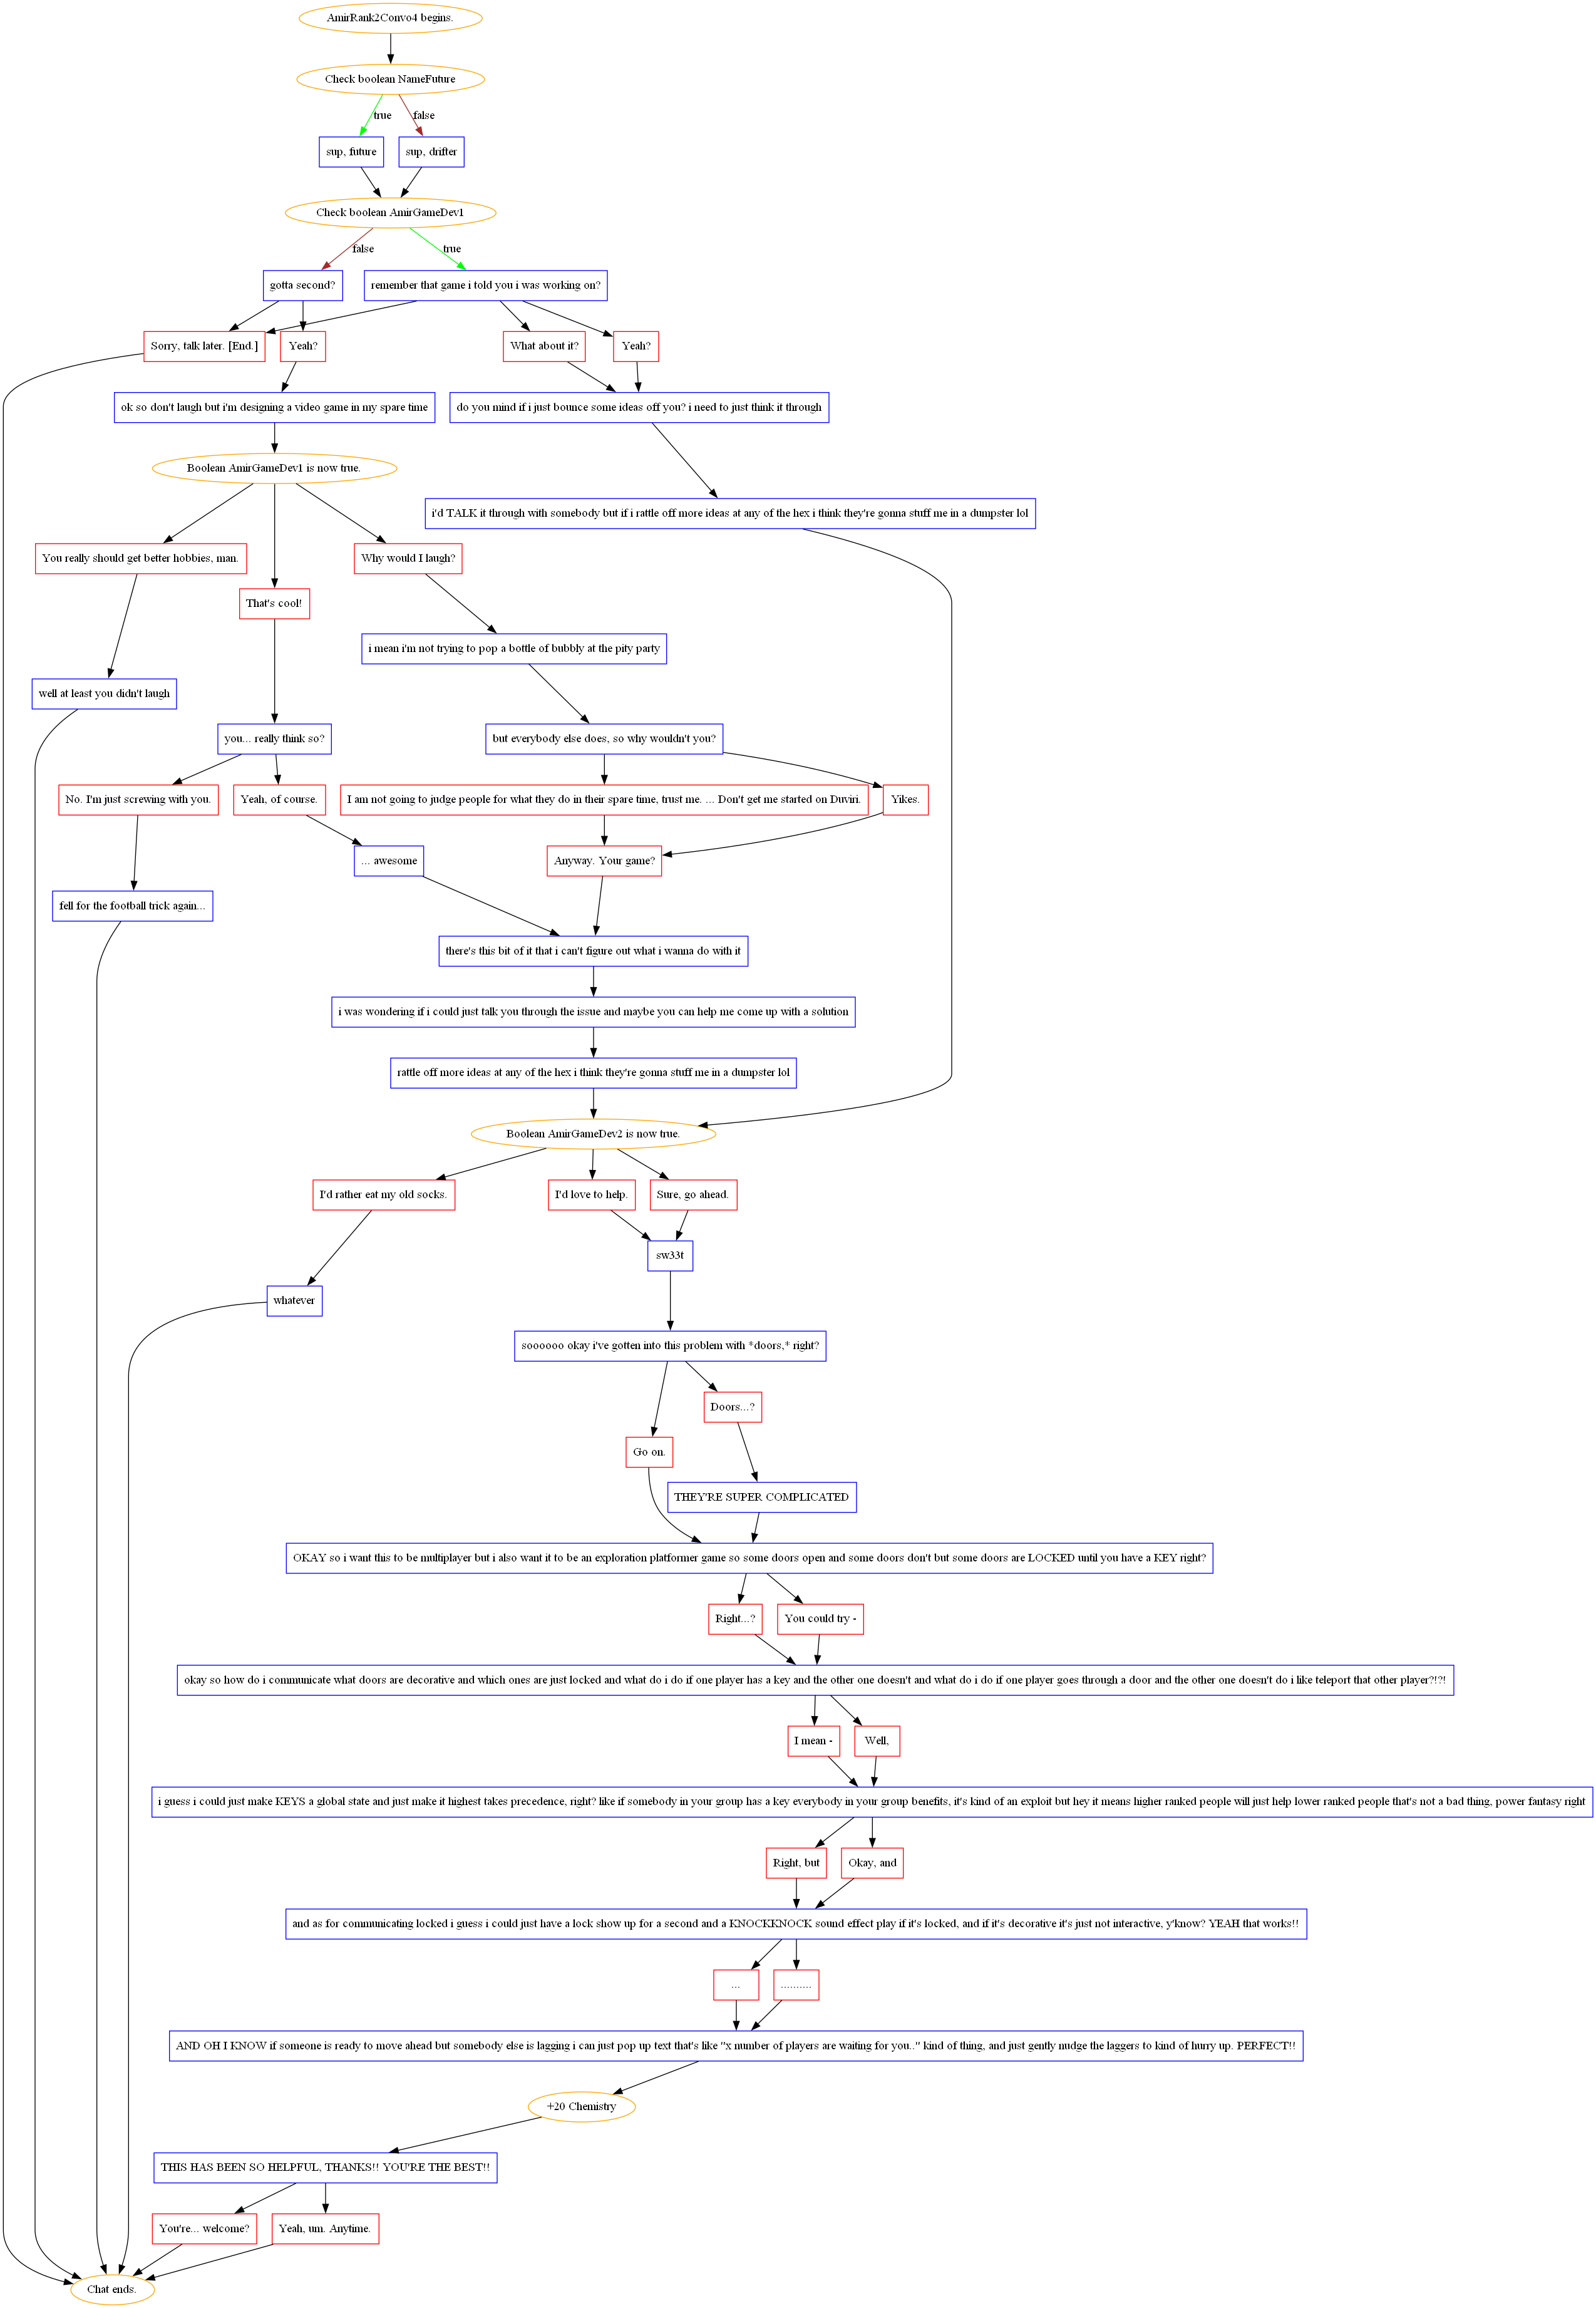 AmirRank2Convo4 begins.
Check boolean NameFuture
true
false
sup, future
sup, drifter
Check boolean AmirGameDev1
false
true
gotta second?
remember that game i told you i was working on?
Sorry, talk later. [End.]
Yeah?
What about it?
Yeah?
ok so don't laugh but i'm designing a video game in my spare time
do you mind if i just bounce some ideas off you? i need to just think it through
Boolean AmirGameDev1 is now true.
i'd TALK it through with somebody but if i rattle off more ideas at any of the hex i think they're gonna stuff me in a dumpster lol
You really should get better hobbies, man.
Why would I laugh?
That's cool!
i mean i'm not trying to pop a bottle of bubbly at the pity party
well at least you didn't laugh
you... really think so?
but everybody else does, so why wouldn't you?
No. I'm just screwing with you.
Yeah, of course.
I am not going to judge people for what they do in their spare time, trust me. ... Don't get me started on Duviri.
Yikes.
... awesome
Anyway. Your game?
fell for the football trick again...
there's this bit of it that i can't figure out what i wanna do with it
i was wondering if i could just talk you through the issue and maybe you can help me come up with a solution
rattle off more ideas at any of the hex i think they're gonna stuff me in a dumpster lol
Boolean AmirGameDev2 is now true.
I'd rather eat my old socks.
I'd love to help.
Sure, go ahead.
sw33t
whatever
soooooo okay i've gotten into this problem with *doors,* right?
Doors...?
Go on.
THEY'RE SUPER COMPLICATED
OKAY so i want this to be multiplayer but i also want it to be an exploration platformer game so some doors open and some doors don't but some doors are LOCKED until you have a KEY right?
Right...?
You could try -
okay so how do i communicate what doors are decorative and which ones are just locked and what do i do if one player has a key and the other one doesn't and what do i do if one player goes through a door and the other one doesn't do i like teleport that other player?!?!
I mean -
Well,
i guess i could just make KEYS a global state and just make it highest takes precedence, right? like if somebody in your group has a key everybody in your group benefits, it's kind of an exploit but hey it means higher ranked people will just help lower ranked people that's not a bad thing, power fantasy right
Right, but
Okay, and
and as for communicating locked i guess i could just have a lock show up for a second and a KNOCKKNOCK sound effect play if it's locked, and if it's decorative it's just not interactive, y'know? YEAH that works!!
...
..........
AND OH I KNOW if someone is ready to move ahead but somebody else is lagging i can just pop up text that's like "x number of players are waiting for you.." kind of thing, and just gently nudge the laggers to kind of hurry up. PERFECT!!
+20 Chemistry
THIS HAS BEEN SO HELPFUL, THANKS!! YOU'RE THE BEST!!
You're... welcome?
Yeah, um. Anytime.
Chat ends.